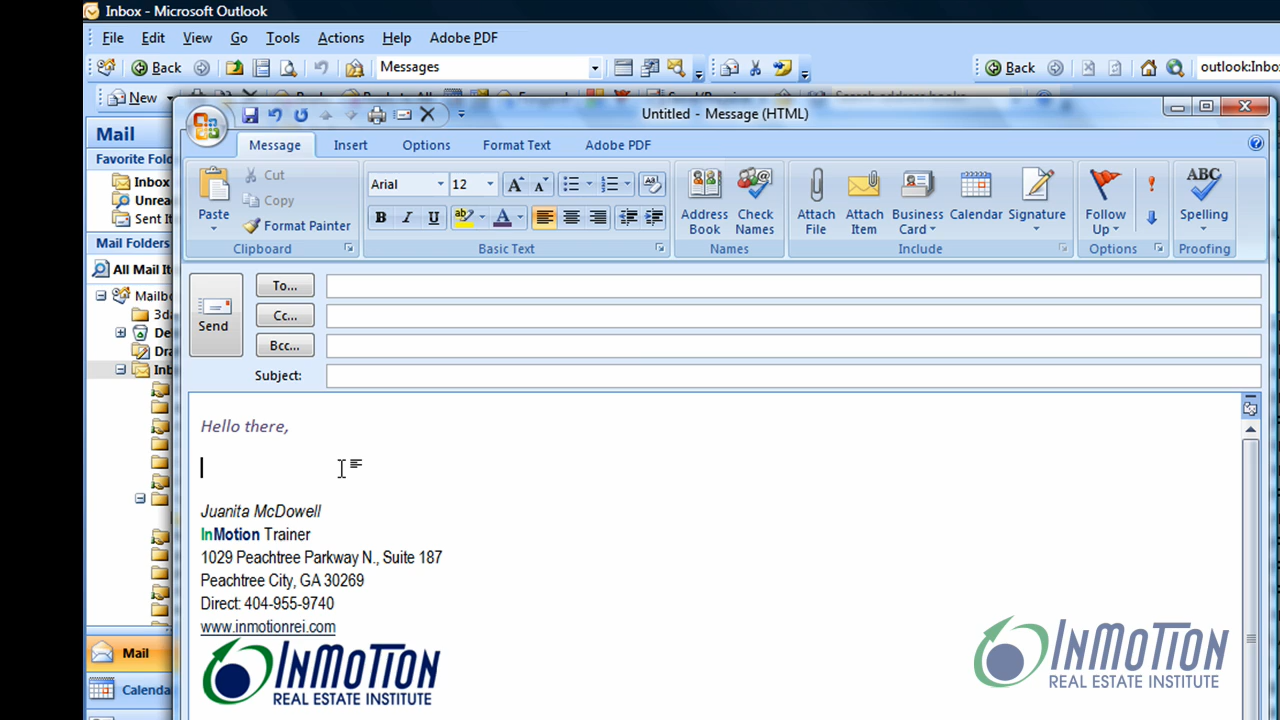 Inbox - Microsoft Outlook
File Edit View Go Tools Actions Help Adobe PDF
Back Messages Back outlook:Inbo
New Search address books
Untitled - Message (HTML)
Mail
Message Insert Options Format Text Adobe PDF
Favorite Fold
Inbox
Unrea
Sent It
Mail Folders
All Mail It
Mailbo
3da
De
Dra
Inb
Paste Cut
Copy
Format Painter
Clipboard
Arial 12
B I U
Basic Text
Address Book
Check Names
Names
Attach File
Attach Item
Business Card
Calendar
Signature
Include
Follow Up
Options
ABC
Spelling
Proofing
Send
To...
Cc...
Bcc...
Subject:
Hello there,
Juanita McDowell
InMotion Trainer
1029 Peachtree Parkway N., Suite 187
Peachtree City, GA 30269
Direct: 404-955-9740
www.inmotionrei.com
INMOTION
REAL ESTATE INSTITUTE
INMOTION
REAL ESTATE INSTITUTE
Mail
Calenda